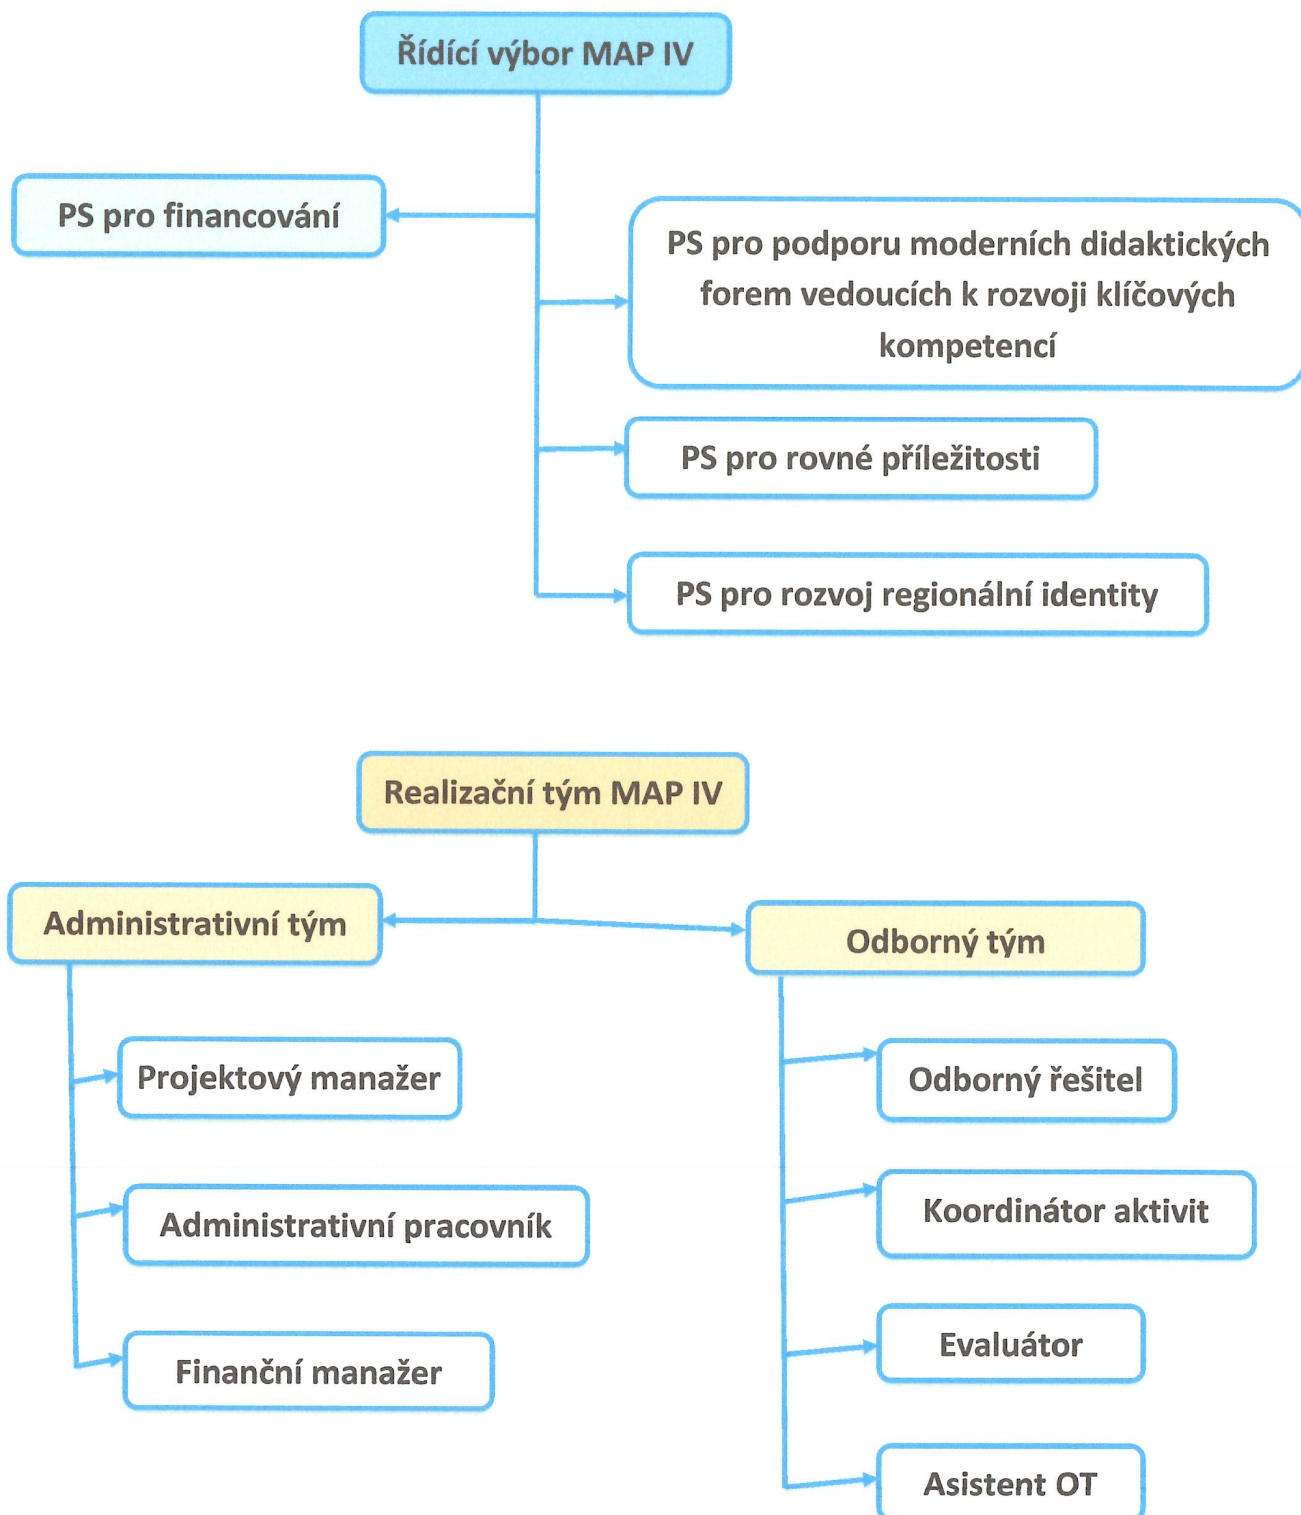 Řídící výbor MAP IV
PS pro financování
PS pro podporu moderních didaktických
forem vedoucích k rozvoji klíčových
kompetencí
PS pro rovné příležitosti
PS pro rozvoj regionální identity
Realizační tým MAP IV
Administrativní tým
Odborný tým
Projektový manažer
Odborný řešitel
Administrativní pracovník
Koordinátor aktivit
Finanční manažer
Evaluátor
Asistent OT